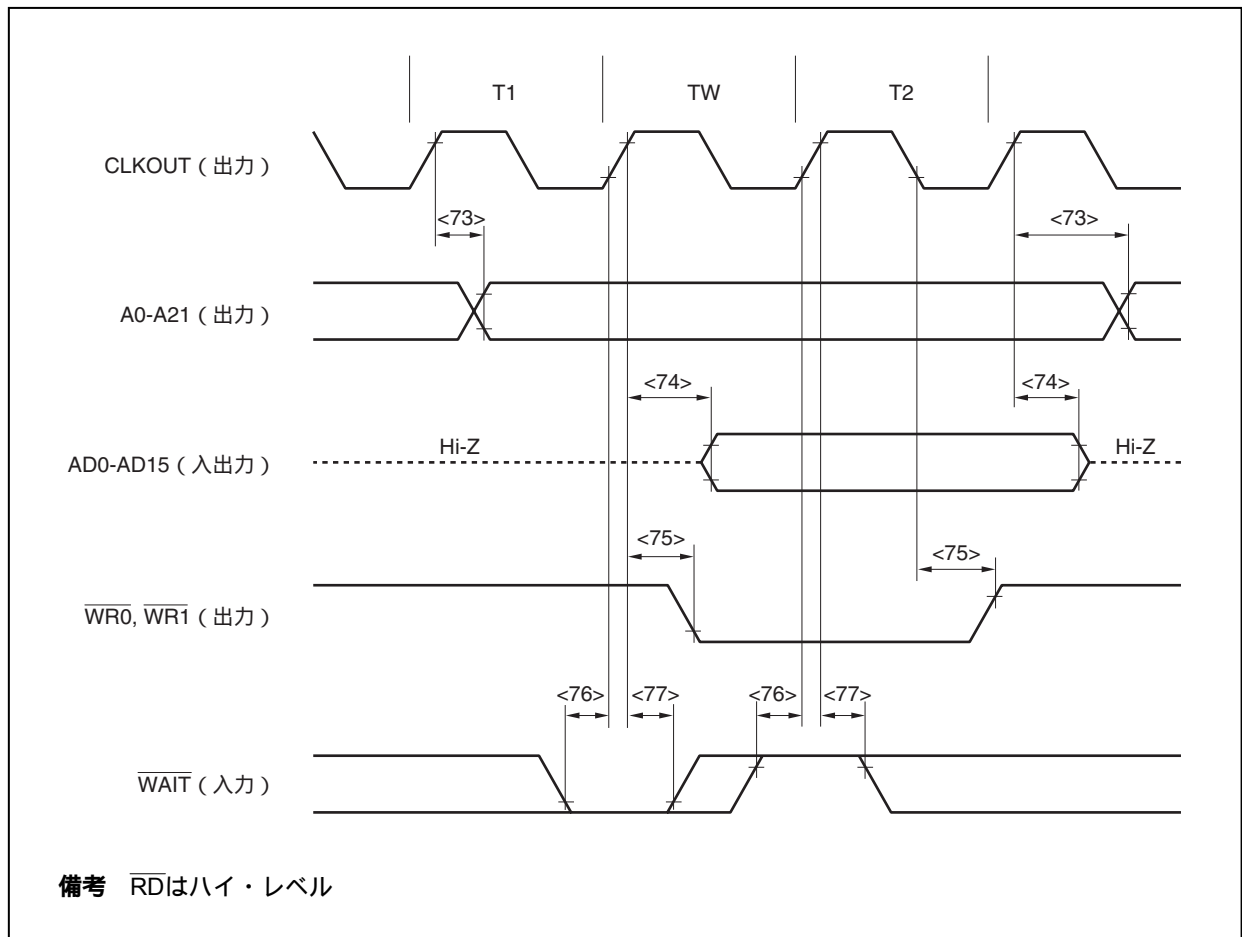 T1 TW T2
CLKOUT（出力）
<73> <73>
A0-A21（出力）
<74> <74>
Hi-Z Hi-Z
AD0-AD15（入出力）
<75> <75>
WR0, WR1（出力）
<76> <77> <76> <77>
WAIT（入力）
備考 RDはハイ・レベル